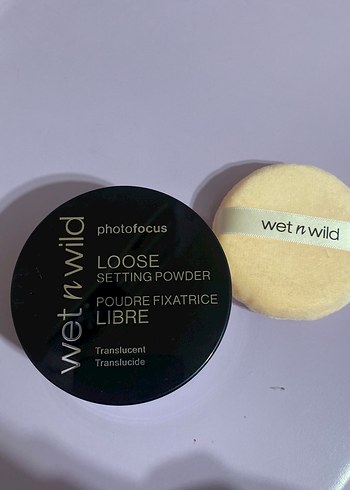 wet n wild
photofocus
LOOSE
SETTING POWDER
POUDRE FIXATRICE
LIBRE
Translucent
Translucide
wet n wild